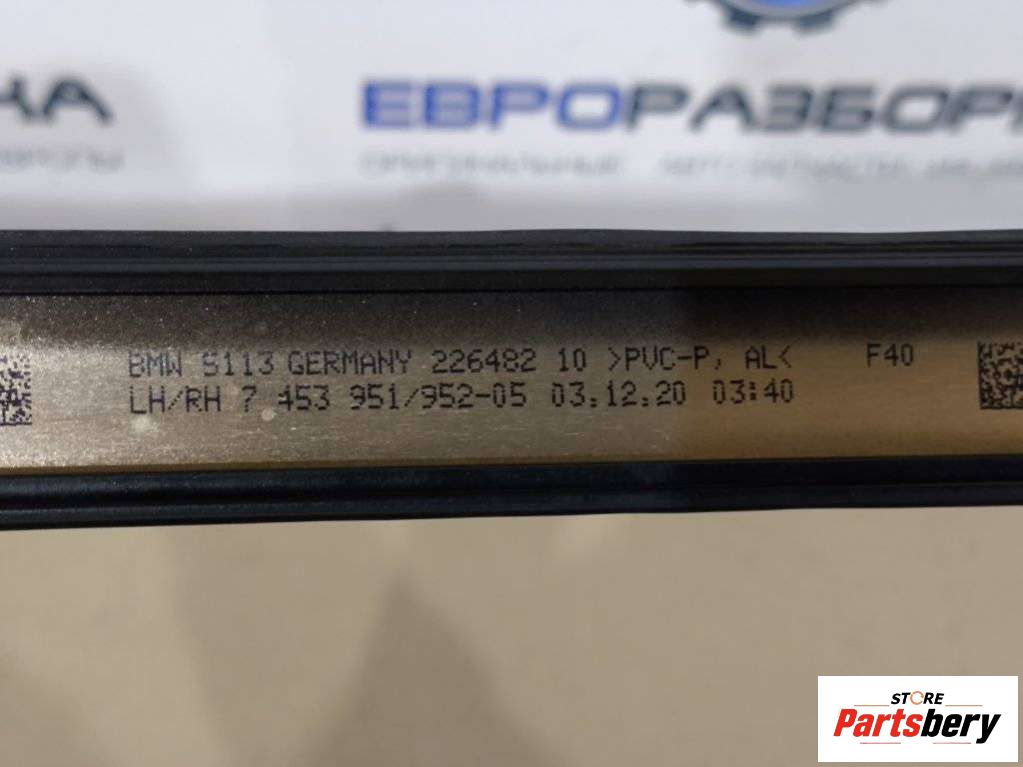 ЕВРОРАЗБОР
BMW S113 GERMANY 226482 10 >PVC-P, AL< F40
LH/RH 7 453 951/952-05 03.12.20 03:40
STORE
Partsbery